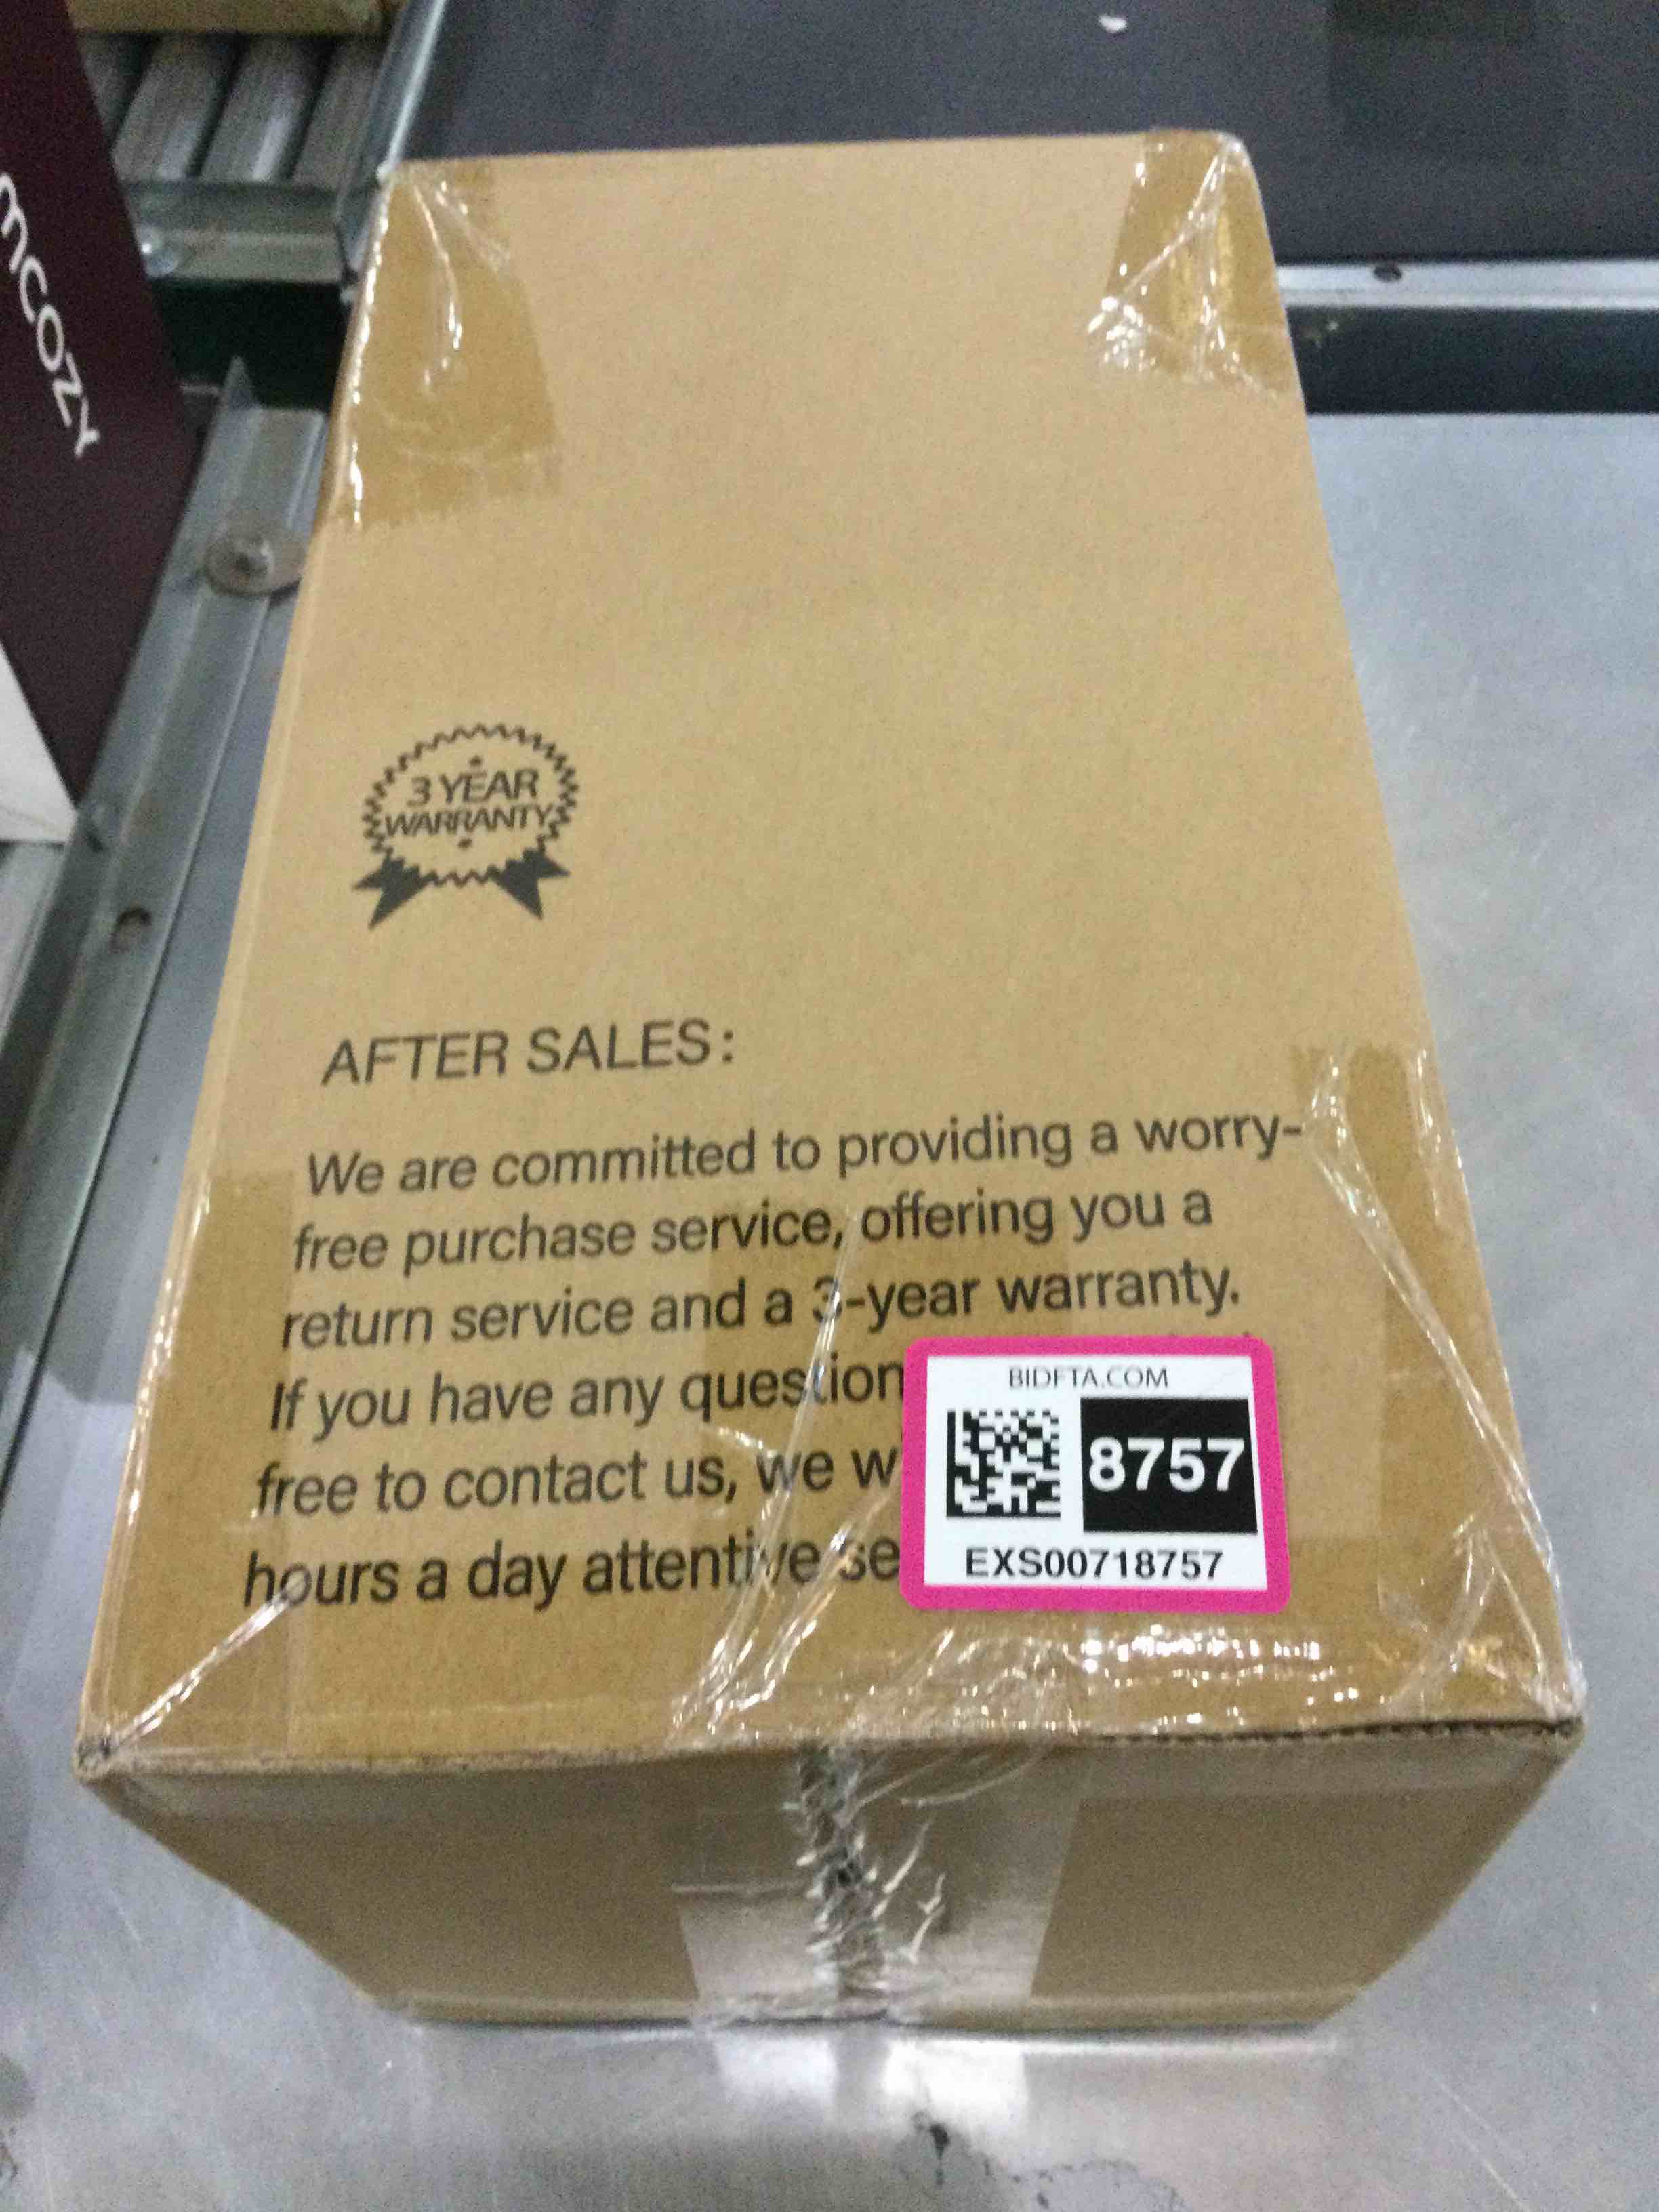 mcozy
3 YEAR
WARRANTY
AFTER SALES:
We are committed to providing a worry-
free purchase service, offering you a
return service and a 3-year warranty.
If you have any question
free to contact us, we w
hours a day attentive se
BIDFTA.COM
8757
EXS00718757